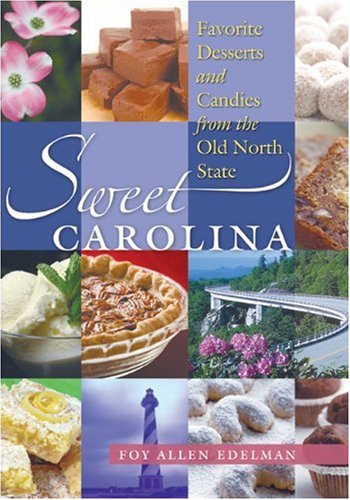 Favorite
Desserts
and
Candies
from the
Old North
State
Sweet
CAROLINA
FOY ALLEN EDELMAN